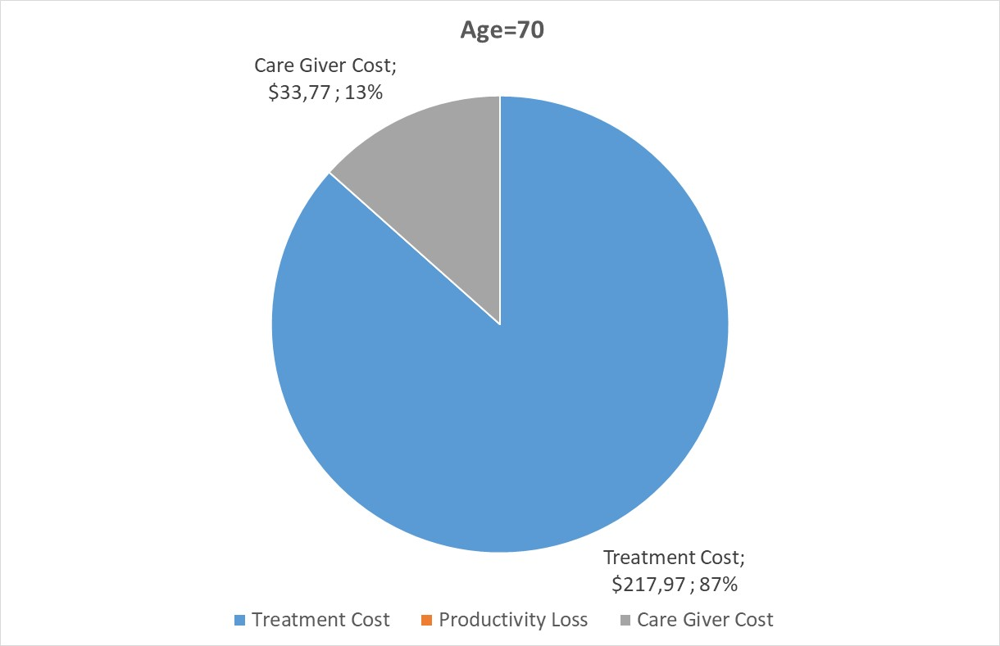 Age=70
Care Giver Cost;
$33,77 ; 13%
Treatment Cost;
$217,97 ; 87%
Treatment Cost
Productivity Loss
Care Giver Cost